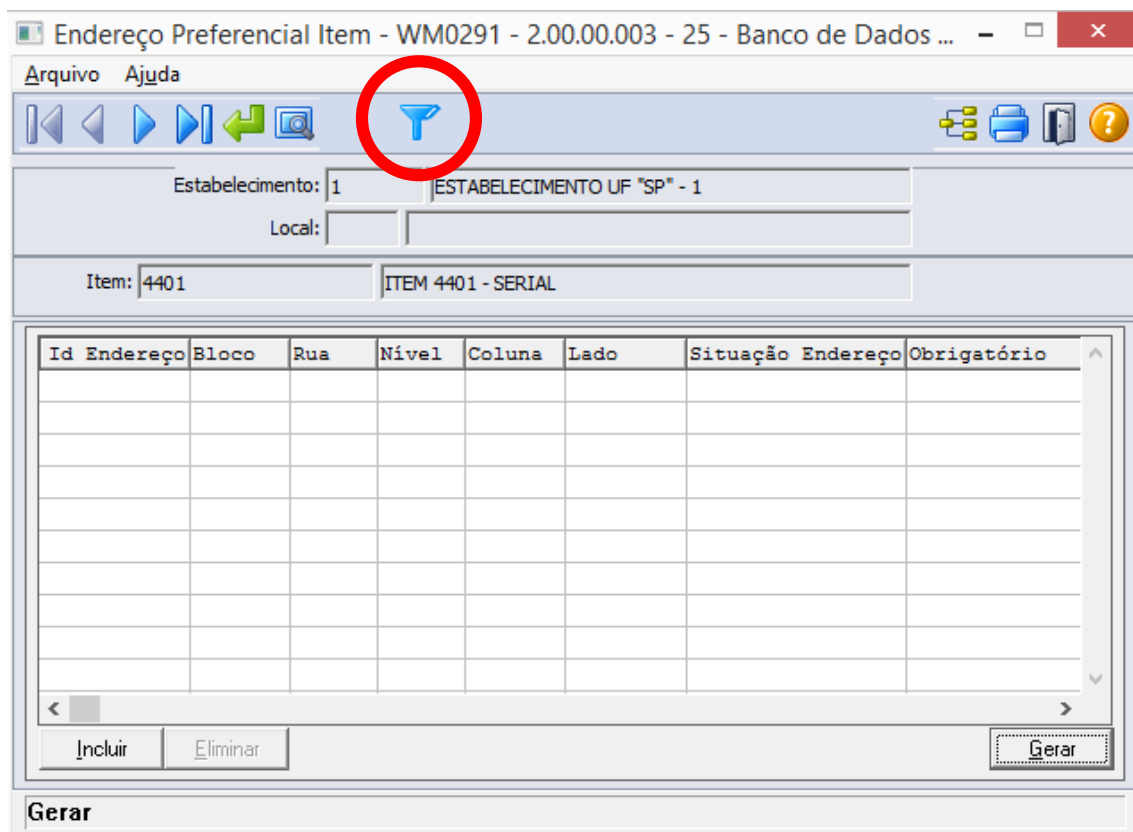 Endereço Preferencial Item - WM0291 - 2.00.00.003 - 25 - Banco de Dados ...
Arquivo Ajuda
Estabelecimento: 1 ESTABELECIMENTO UF "SP" - 1
Local:
Item: 4401 ITEM 4401 - SERIAL
Id Endereço Bloco Rua Nível Coluna Lado Situação Endereço Obrigatório
Incluir Eliminar Gerar
Gerar